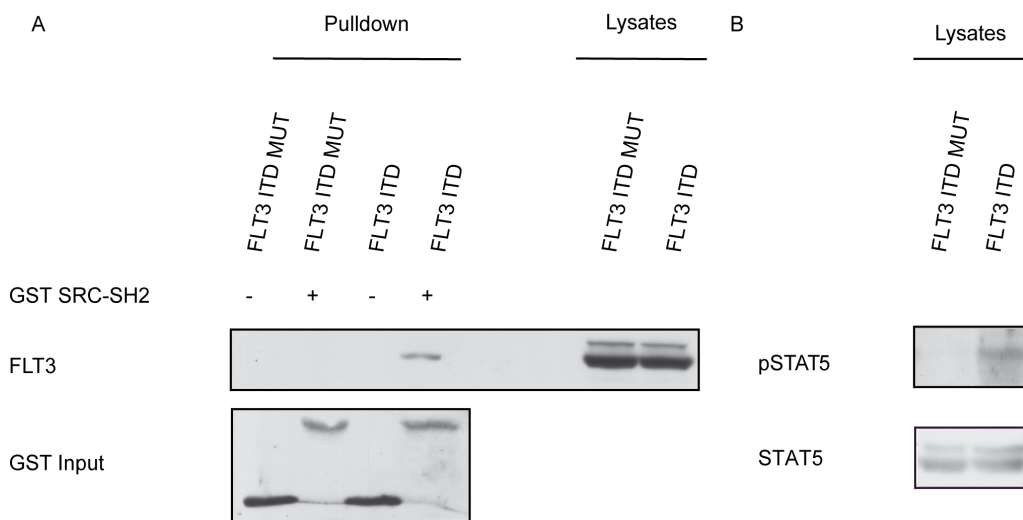 A
Pulldown
Lysates
B
Lysates
FLT3 ITD MUT
FLT3 ITD MUT
FLT3 ITD
FLT3 ITD
FLT3 ITD MUT
FLT3 ITD
FLT3 ITD MUT
FLT3 ITD
GST SRC-SH2 - + - +
FLT3
pSTAT5
GST Input
STAT5